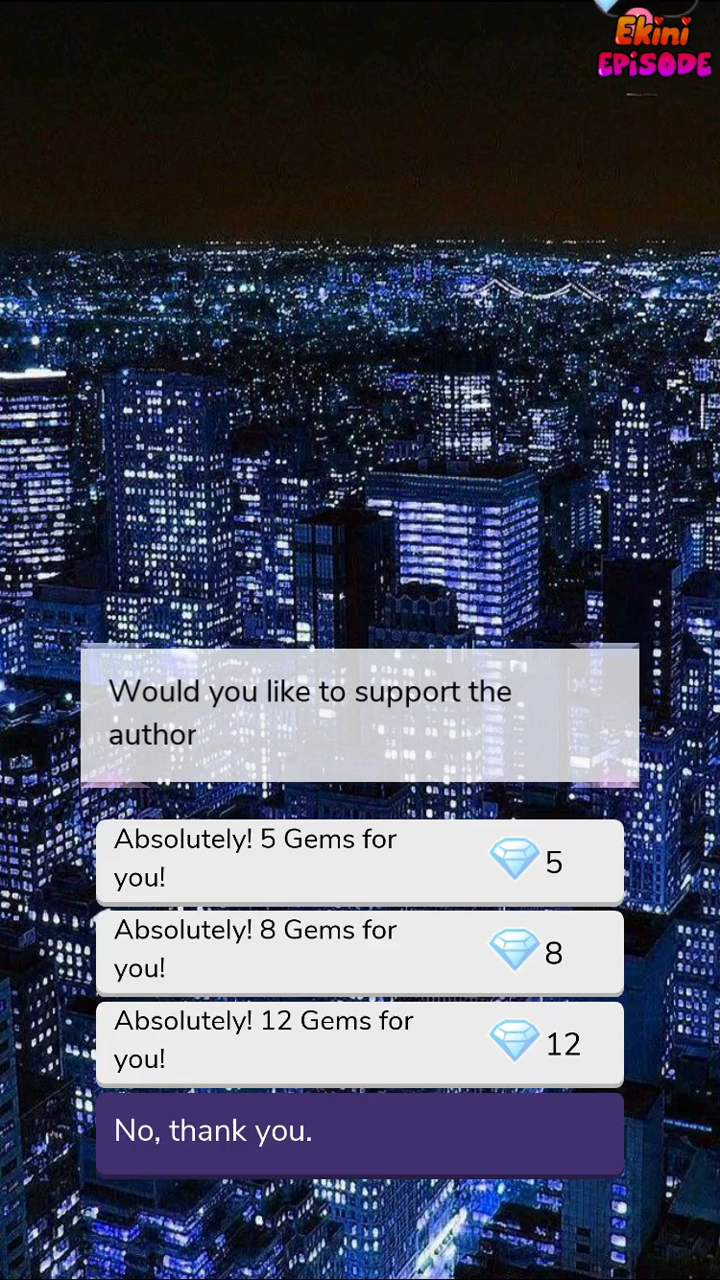 Ekini
EPiSODE
Would you like to support the
author
Absolutely! 5 Gems for
you!
5
Absolutely! 8 Gems for
you!
8
Absolutely! 12 Gems for
you!
12
No, thank you.